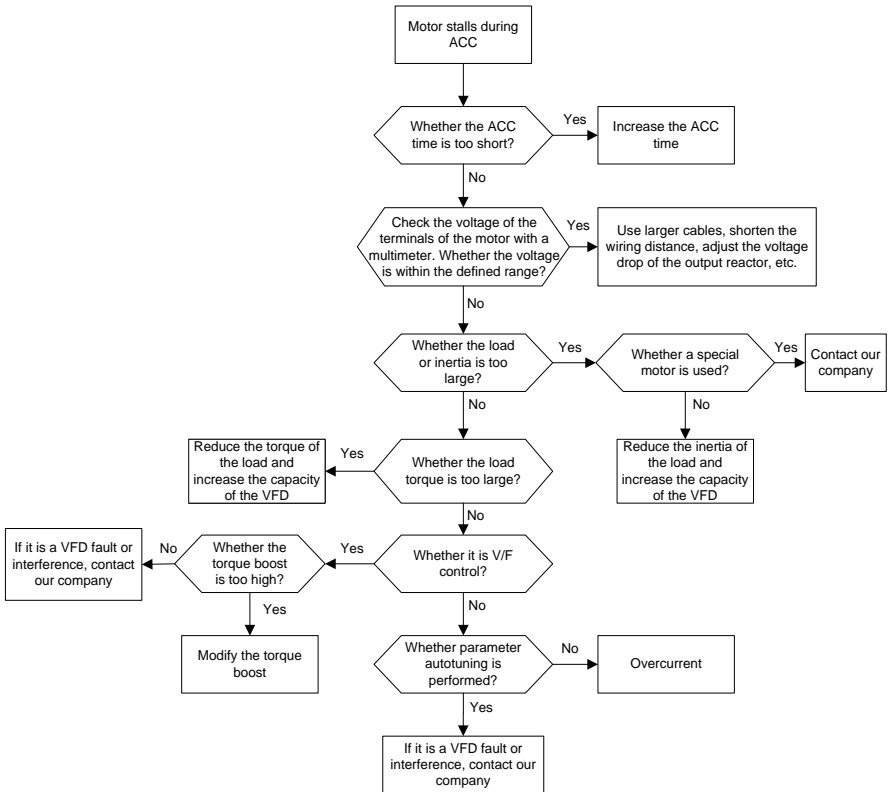 Motor stalls during
ACC
Whether the ACC
time is too short?
Yes
Increase the ACC
time
No
Check the voltage of the
terminals of the motor with a
multimeter. Whether the voltage
is within the defined range?
Yes
Use larger cables, shorten the
wiring distance, adjust the voltage
drop of the output reactor, etc.
No
Whether the load
or inertia is too
large?
Yes
Whether a special
motor is used?
Yes
Contact our
company
No
No
Reduce the inertia of
the load and
increase the capacity
of the VFD
Whether the load
torque is too large?
Yes
Reduce the torque of
the load and
increase the capacity
of the VFD
No
Whether it is V/F
control?
Yes
Whether the
torque boost
is too high?
No
If it is a VFD fault or
interference, contact
our company
Yes
Modify the torque
boost
No
Whether parameter
autotuning is
performed?
No
Overcurrent
Yes
If it is a VFD fault or
interference, contact our
company